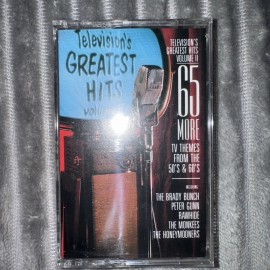 Television's
GREATEST
HITS
vol
TELEVISION'S
GREATEST HITS
VOLUME II
65
MORE
TV THEMES
FROM THE
50'S & 60'S
INCLUDING
THE BRADY BUNCH
PETER GUNN
RAWHIDE
THE MONKEES
THE HONEYMOONERS